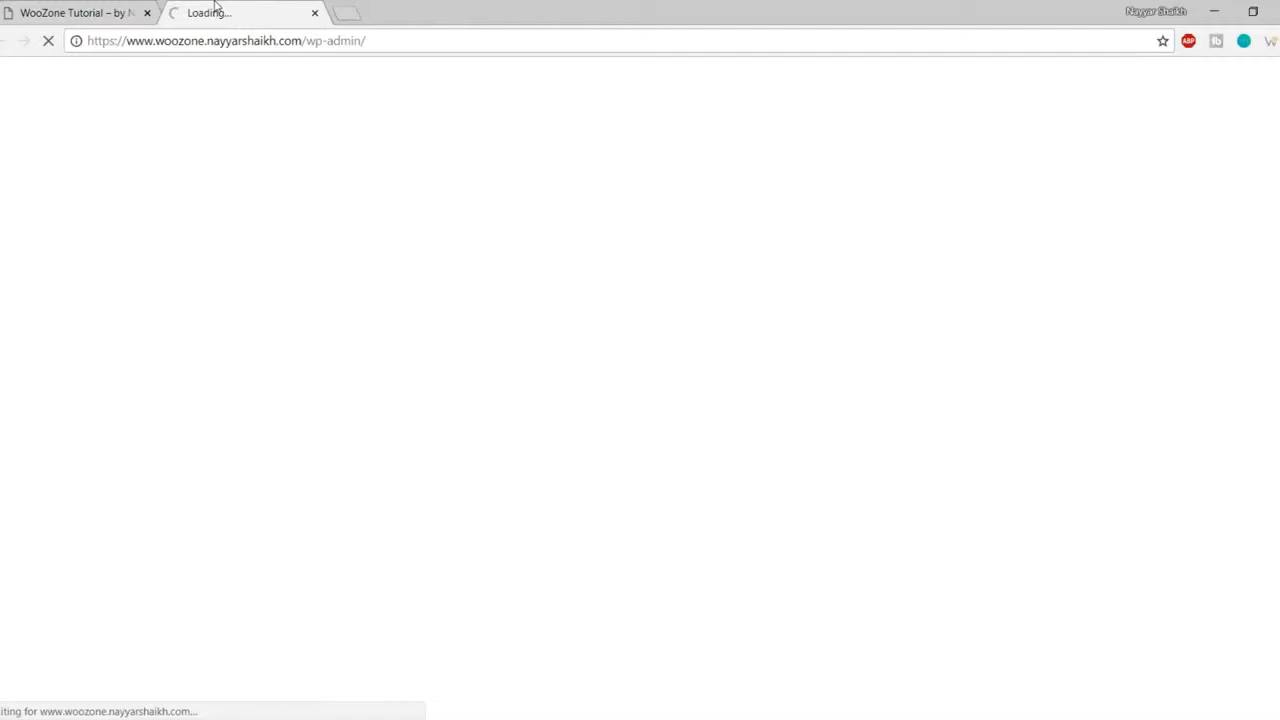 WooZone Tutorial – by N
Loading...
Nayyar Shaikh
https://www.woozone.nayyarshaikh.com/wp-admin/
ABP
iting for www.woozone.nayyarshaikh.com...